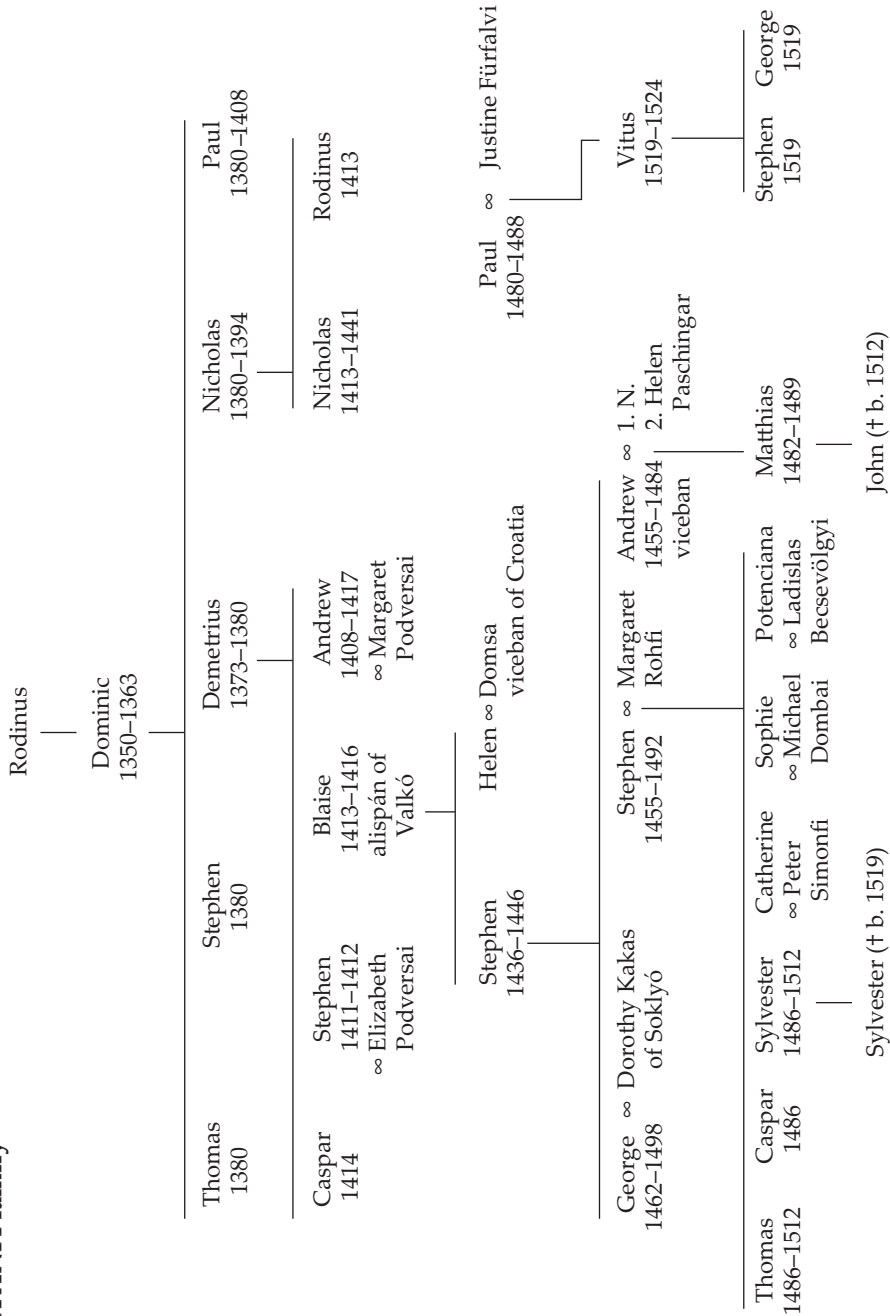 Family
Rodinus
Dominic
1350–1363
Thomas
1380
Stephen
1380
Demetrius
1373–1380
Nicholas
1380–1394
Paul
1380–1408
Caspar
1414
Stephen
1411–1412
∞ Elizabeth
Podversai
Blaise
1413–1416
alispán of
Valkó
Andrew
1408–1417
∞ Margaret
Podversai
Nicholas
1413–1441
Rodinus
1413
Stephen
1436–1446
Helen ∞ Domsa
viceban of Croatia
Paul ∞ Justine Fürfalvi
1480–1488
George ∞ Dorothy Kakas
1462–1498 of Soklyó
Stephen ∞ Margaret
1455–1492 Rohfi
Andrew ∞ 1. N.
1455–1484 2. Helen
viceban Paschingar
Vitus
1519–1524
Thomas
1486–1512
Caspar
1486
Sylvester
1486–1512
Catherine
∞ Peter
Simonfi
Sophie
∞ Michael
Dombai
Potenciana
∞ Ladislas
Becsevölgyi
Matthias
1482–1489
Stephen
1519
George
1519
Sylvester († b. 1519)
John († b. 1512)